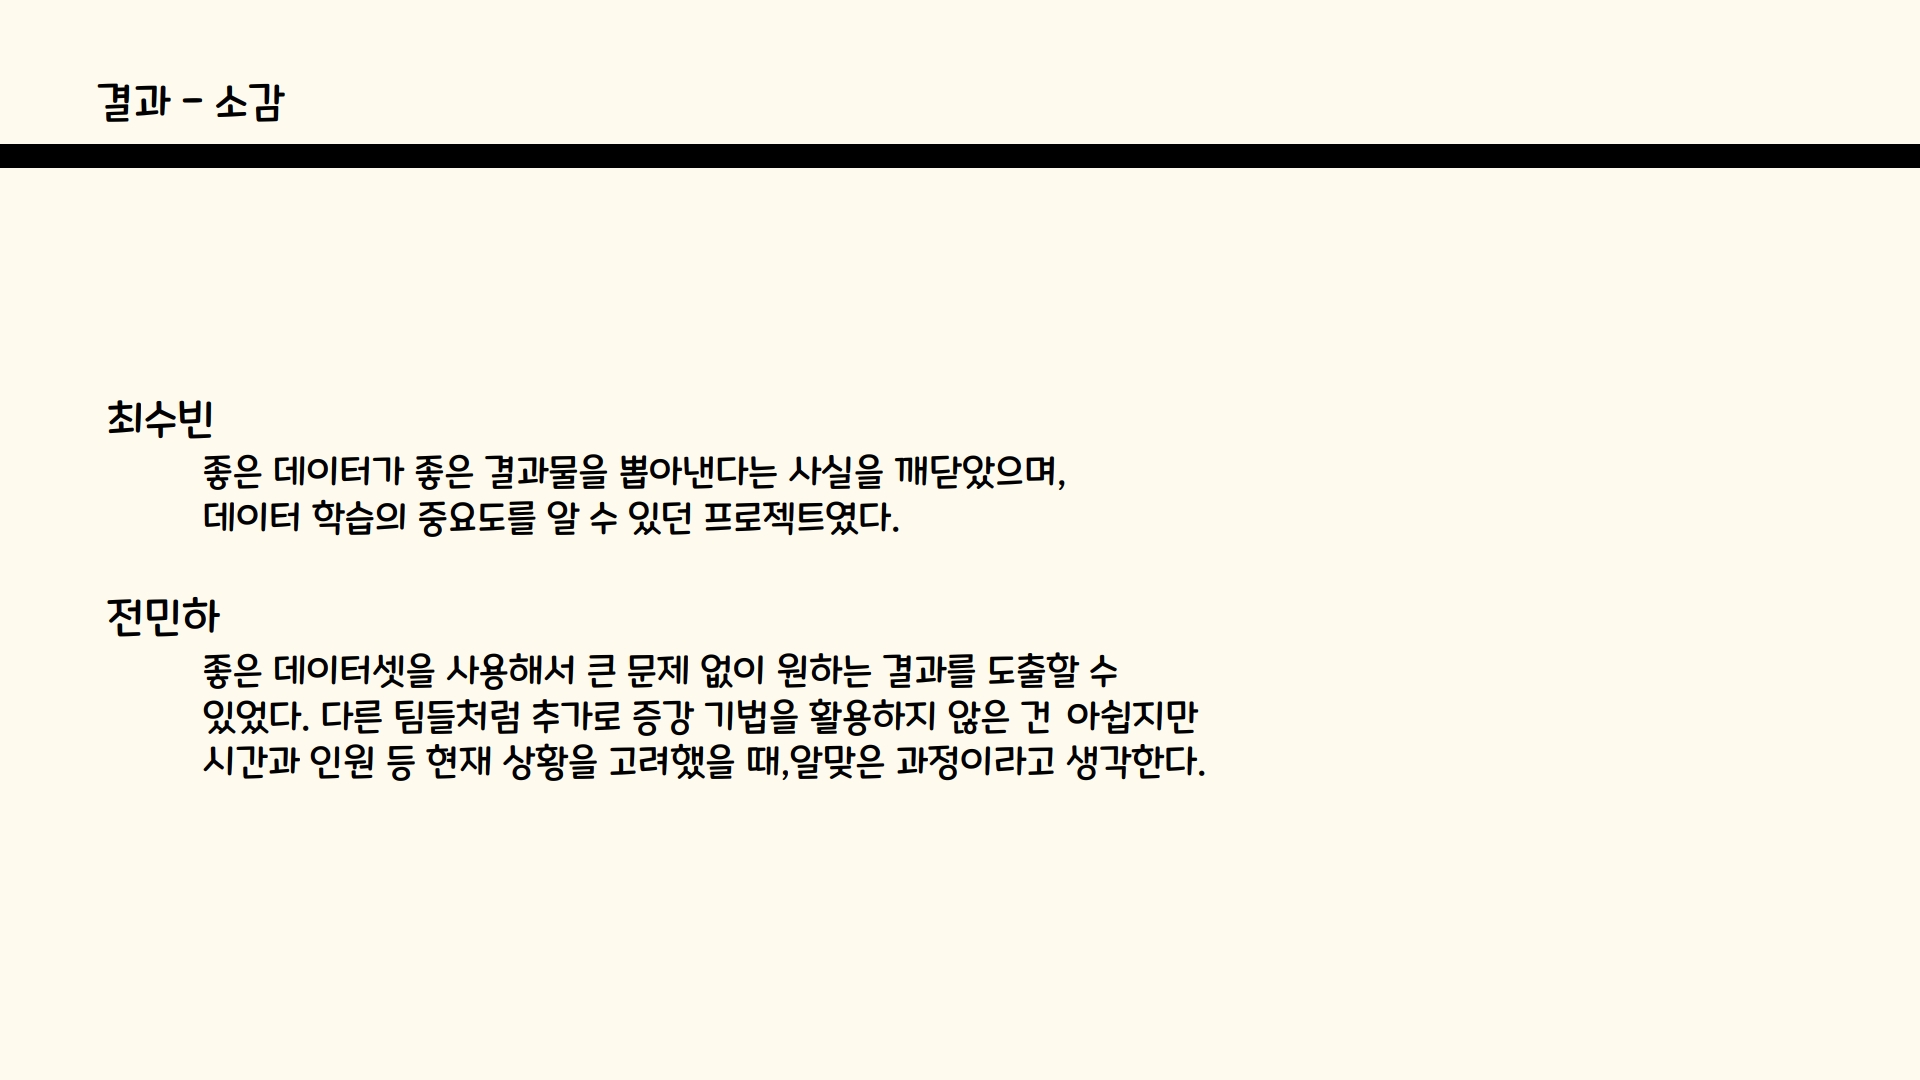 결과 - 소감
최수빈
좋은 데이터가 좋은 결과물을 뽑아낸다는 사실을 깨닫았으며,
데이터 학습의 중요도를 알 수 있던 프로젝트였다.
전민하
좋은 데이터셋을 사용해서 큰 문제 없이 원하는 결과를 도출할 수
있었다. 다른 팀들처럼 추가로 증강 기법을 활용하지 않은 건 아쉽지만
시간과 인원 등 현재 상황을 고려했을 때,알맞은 과정이라고 생각한다.